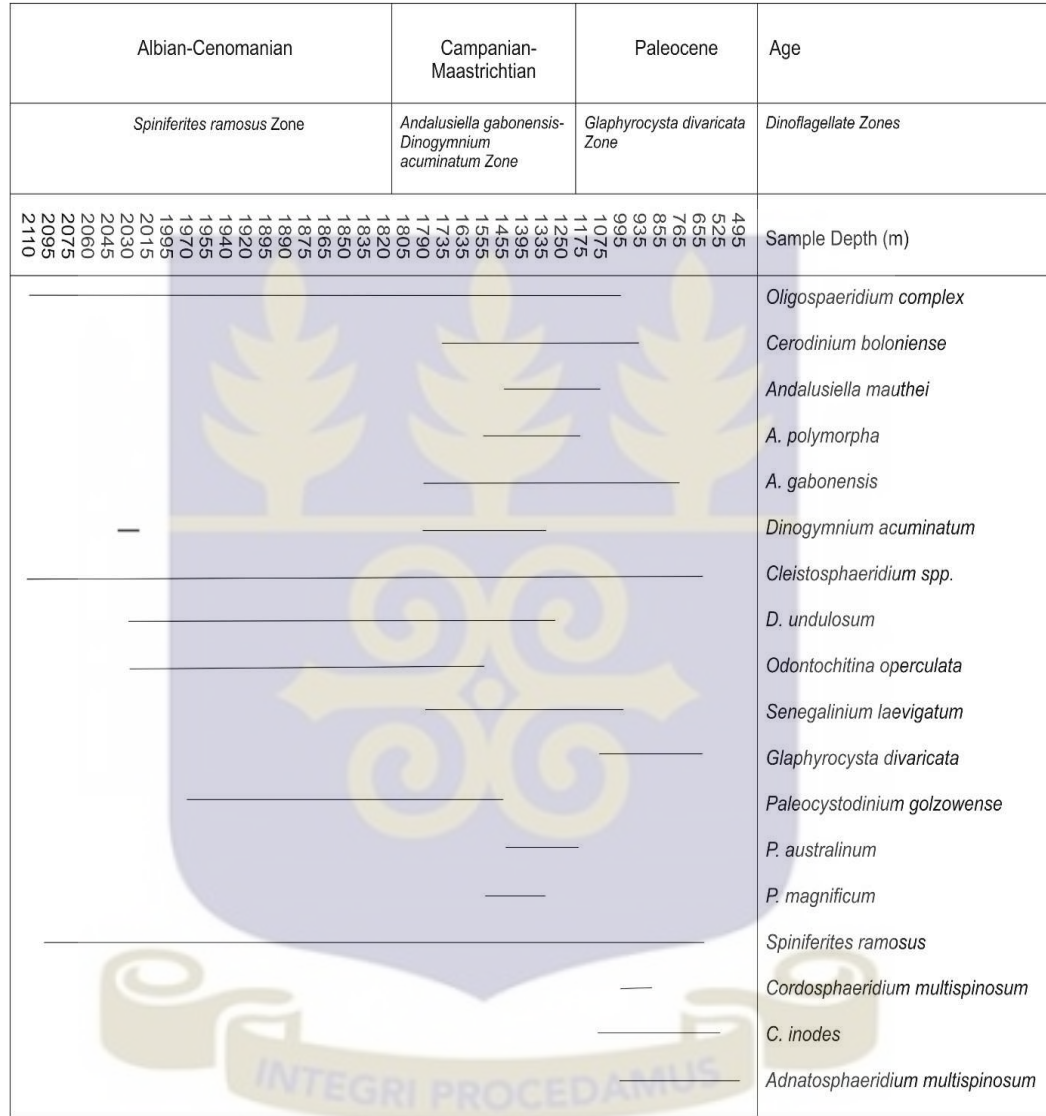 Albian-Cenomanian
Campanian-
Maastrichtian
Paleocene
Age
Spiniferites ramosus Zone
Andalusiella gabonensis-
Dinogymnium
acuminatum Zone
Glaphyrocysta divaricata
Zone
Dinoflagellate Zones
2110
2095
2075
2060
2045
2030
2015
1995
1970
1955
1940
1920
1895
1890
1875
1865
1850
1835
1820
1805
1790
1735
1635
1555
1455
1395
1335
1250
1175
1075
995
935
855
765
655
525
495
Sample Depth (m)
Oligospaeridium complex
Cerodinium boloniense
Andalusiella mauthei
A. polymorpha
A. gabonensis
Dinogymnium acuminatum
Cleistosphaeridium spp.
D. undulosum
Odontochitina operculata
Senegalinium laevigatum
Glaphyrocysta divaricata
Paleocystodinium golzowense
P. australinum
P. magnificum
Spiniferites ramosus
Cordosphaeridium multispinosum
C. inodes
Adnatosphaeridium multispinosum
INTEGRI PROCEDAMUS